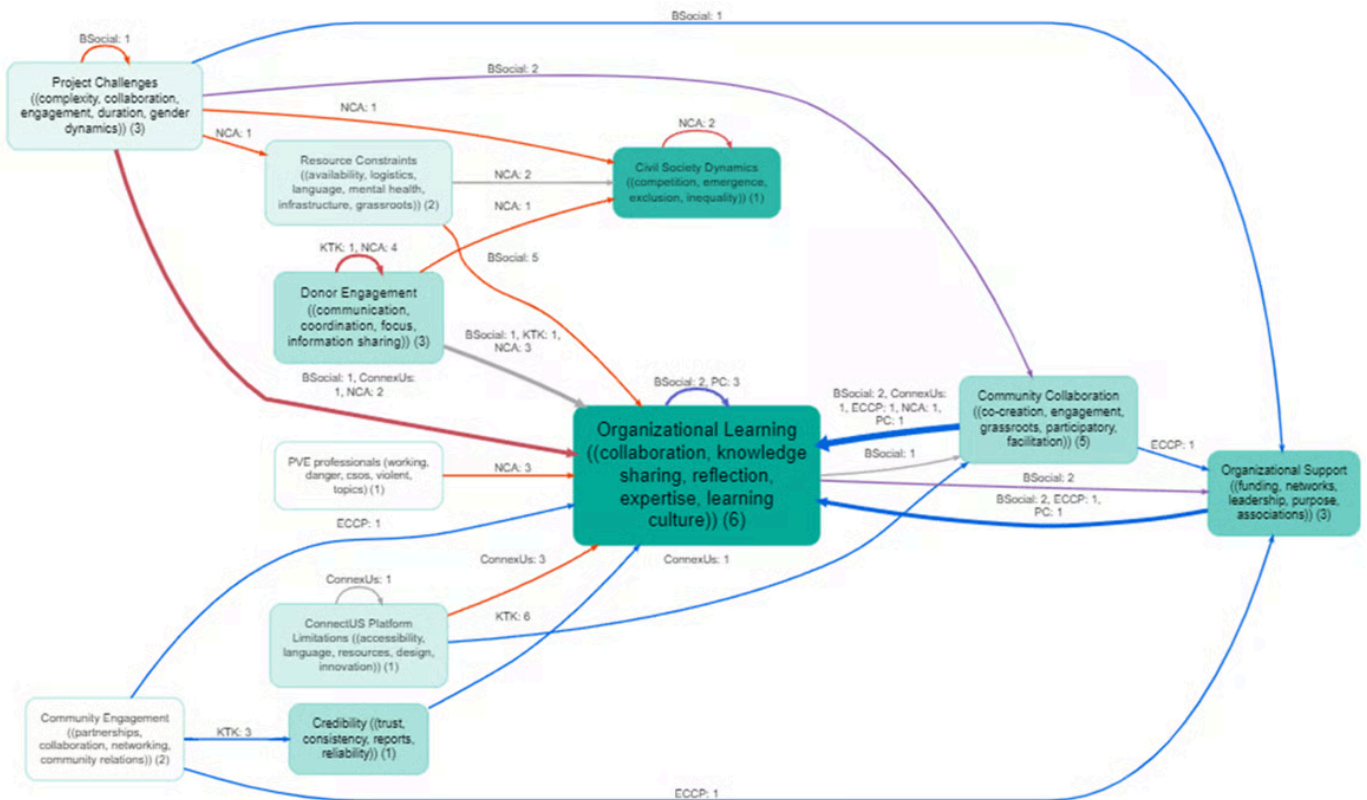 BSocial: 1
BSocial: 1
Project Challenges
((complexity, collaboration,
engagement, duration, gender
dynamics)) (3)
BSocial: 2
NCA: 1
NCA: 1
NCA: 2
Resource Constraints
((availability, logistics,
language, mental health,
infrastructure, grassroots)) (2)
NCA: 2
Civil Society Dynamics
((competition, emergence,
exclusion, inequality)) (1)
NCA: 1
KTK: 1, NCA: 4
BSocial: 5
Donor Engagement
((communication,
coordination, focus,
information sharing)) (3)
BSocial: 1, KTK: 1,
NCA: 3
BSocial: 1, ConnexUs:
1, NCA: 2
BSocial: 2, PC: 3
BSocial: 2, ConnexUs:
1, ECCP: 1, NCA: 1,
PC: 1
Community Collaboration
((co-creation, engagement,
grassroots, participatory,
facilitation)) (5)
Organizational Learning
((collaboration, knowledge
sharing, reflection,
expertise, learning
culture)) (6)
ECCP: 1
BSocial: 1
PVE professionals (working,
danger, csos, violent,
topics) (1)
NCA: 3
BSocial: 2
Organizational Support
((funding, networks,
leadership, purpose,
associations)) (3)
BSocial: 2, ECCP: 1,
PC: 1
ECCP: 1
ConnexUs: 3
ConnexUs: 1
ConnexUs: 1
ConnectUS Platform
Limitations ((accessibility,
language, resources, design,
innovation)) (1)
KTK: 6
Community Engagement
((partnerships,
collaboration, networking,
community relations)) (2)
KTK: 3
Credibility ((trust,
consistency, reports,
reliability)) (1)
ECCP: 1